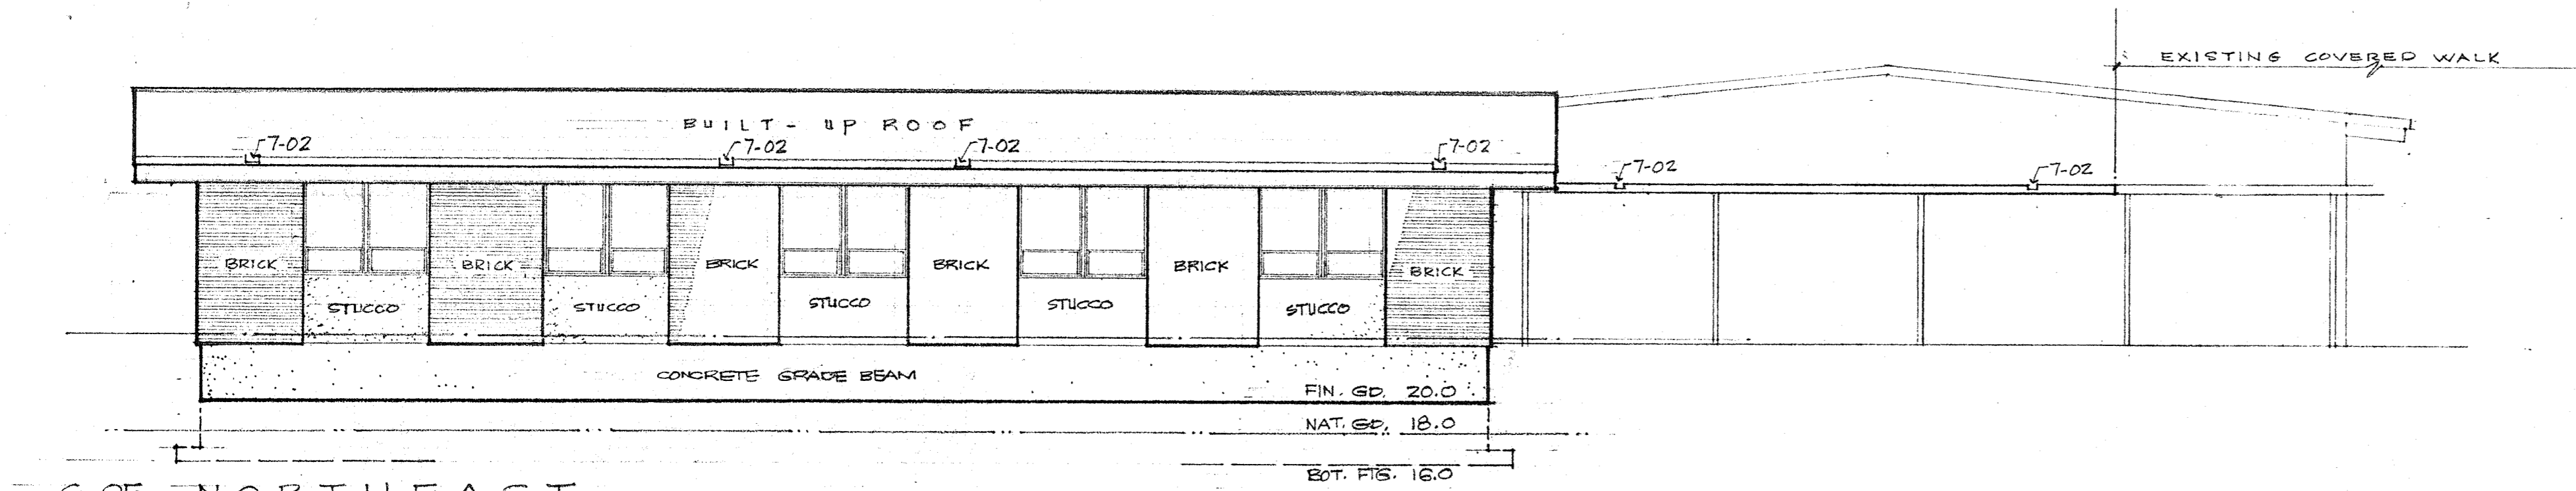 EXISTING COVERED WALK
BUILT-UP ROOF
7-02
7-02
7-02
7-02
7-02
7-02
BRICK
BRICK
BRICK
BRICK
BRICK
BRICK
STUCCO
STUCCO
STUCCO
STUCCO
STUCCO
CONCRETE GRADE BEAM
FIN. GD. 20.0
NAT. GD. 18.0
BOT. FTG. 16.0
NORTHEAST